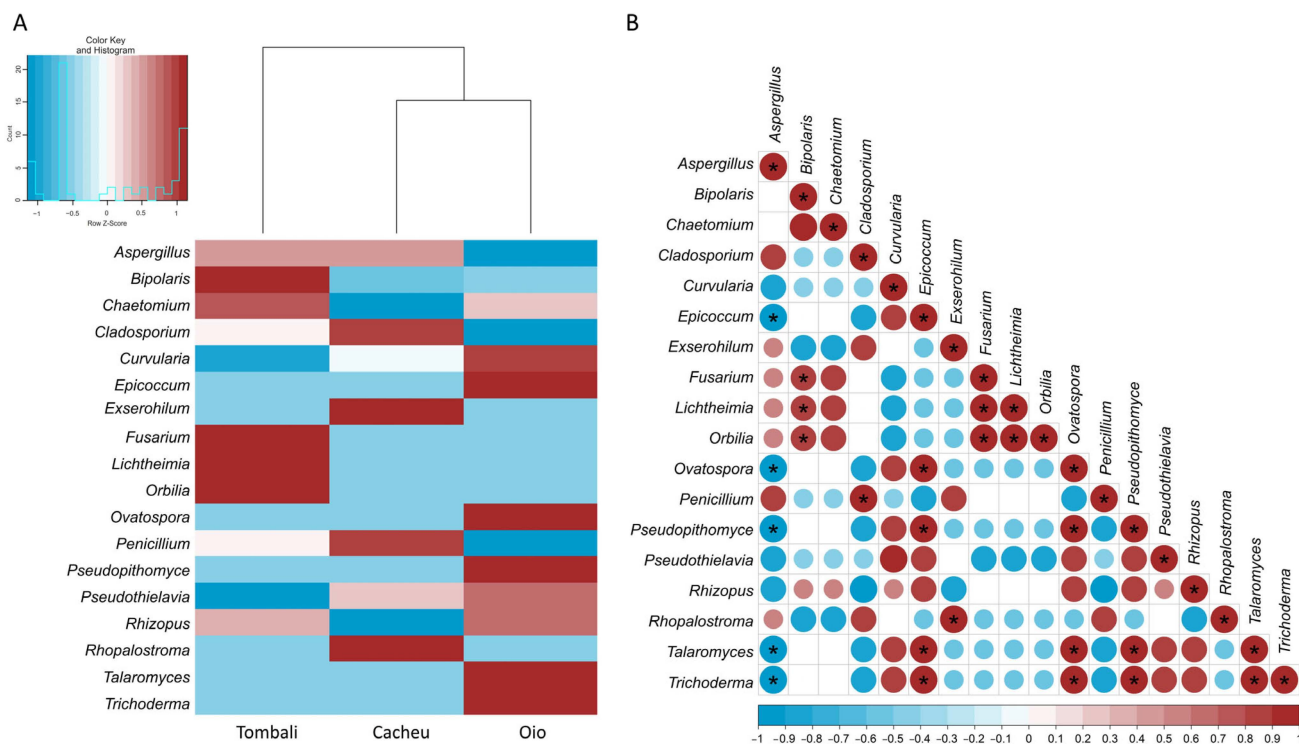 A
Color Key
and Histogram
Count
20
15
10
5
0
-1 -0.5 0 0.5 1
Row Z-Score
Aspergillus
Bipolaris
Chaetomium
Cladosporium
Curvularia
Epicoccum
Exserohilum
Fusarium
Lichtheimia
Orbilia
Ovatospora
Penicillium
Pseudopithomyce
Pseudothielavia
Rhizopus
Rhopalostroma
Talaromyces
Trichoderma
Tombali Cacheu Oio
B
Aspergillus
Bipolaris
Chaetomium
Cladosporium
Curvularia
Epicoccum
Exserohilum
Fusarium
Lichtheimia
Orbilia
Ovatospora
Penicillium
Pseudopithomyce
Pseudothielavia
Rhizopus
Rhopalostroma
Talaromyces
Trichoderma
Aspergillus
Bipolaris
Chaetomium
Cladosporium
Curvularia
Epicoccum
Exserohilum
Fusarium
Lichtheimia
Orbilia
Ovatospora
Penicillium
Pseudopithomyce
Pseudothielavia
Rhizopus
Rhopalostroma
Talaromyces
Trichoderma
-1 -0.9 -0.8 -0.7 -0.6 -0.5 -0.4 -0.3 -0.2 -0.1 0 0.1 0.2 0.3 0.4 0.5 0.6 0.7 0.8 0.9 1